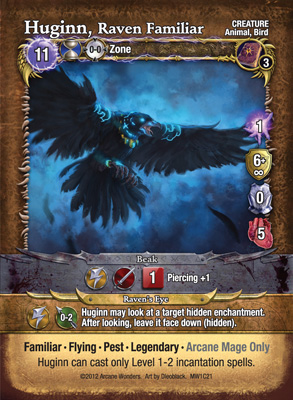 Huginn, Raven Familiar
CREATURE
Animal, Bird
11
0-0 Zone
3
1
6+
∞
0
5
Beak
1 Piercing +1
Raven's Eye
0-2
Huginn may look at a target hidden enchantment.
After looking, leave it face down (hidden).
Familiar • Flying • Pest • Legendary • Arcane Mage Only
Huginn can cast only Level 1-2 incantation spells.
©2012 Arcane Wonders. Art by Dleoblack. MW1C21